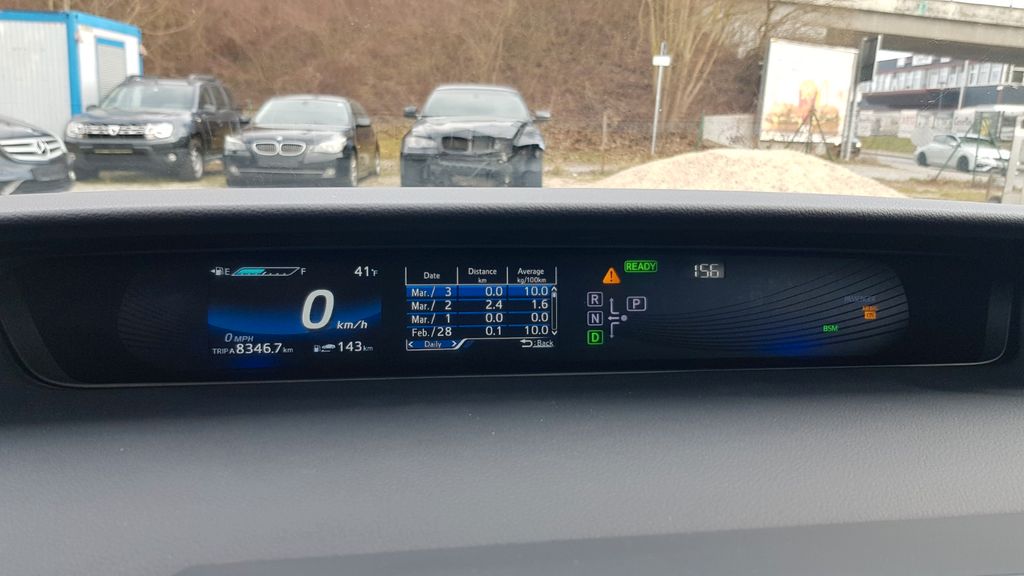 E F 41°F
0 km/h
0 MPH
TRIP A 8346.7 km 143 km
Date Distance km Average kg/100km
Mar./ 3 0.0 10.0
Mar./ 2 2.4 1.6
Mar./ 1 0.0 0.0
Feb./28 0.1 10.0
< Daily > :Back
READY
R P
N
D
156
BSM